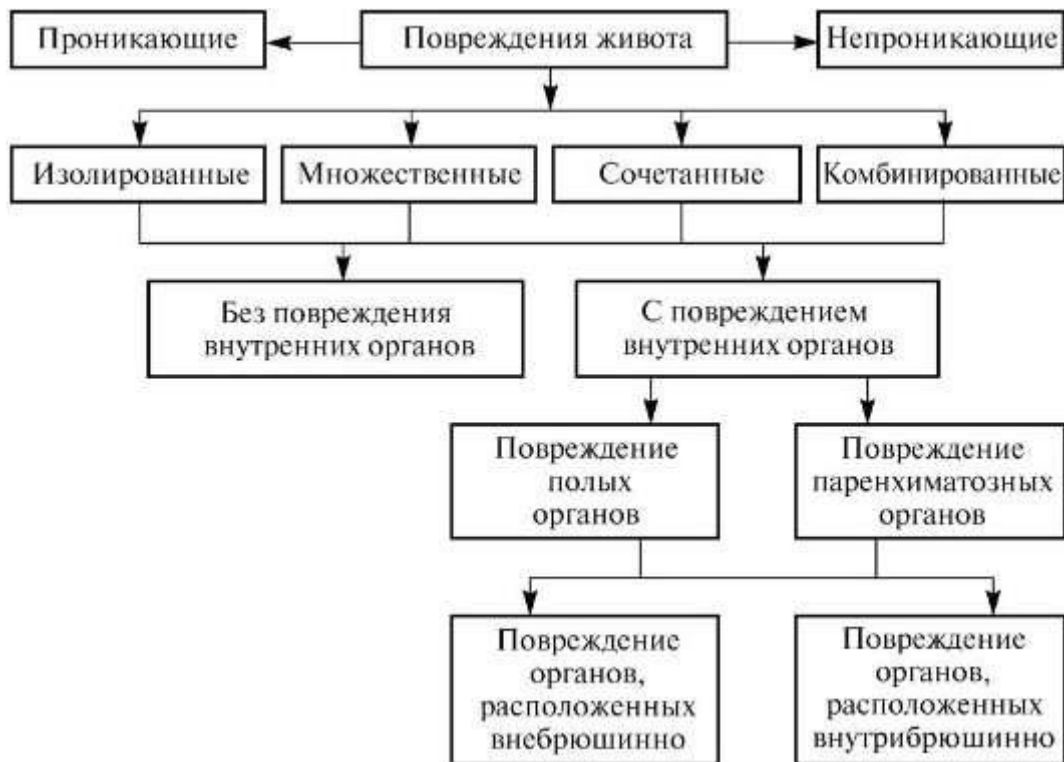 Проникающие
Повреждения живота
Непроникающие
Изолированные
Множественные
Сочетанные
Комбинированные
Без повреждения
внутренних органов
С повреждением
внутренних органов
Повреждение
полых
органов
Повреждение
паренхиматозных
органов
Повреждение
органов,
расположенных
внебрюшинно
Повреждение
органов,
расположенных
внутрибрюшинно